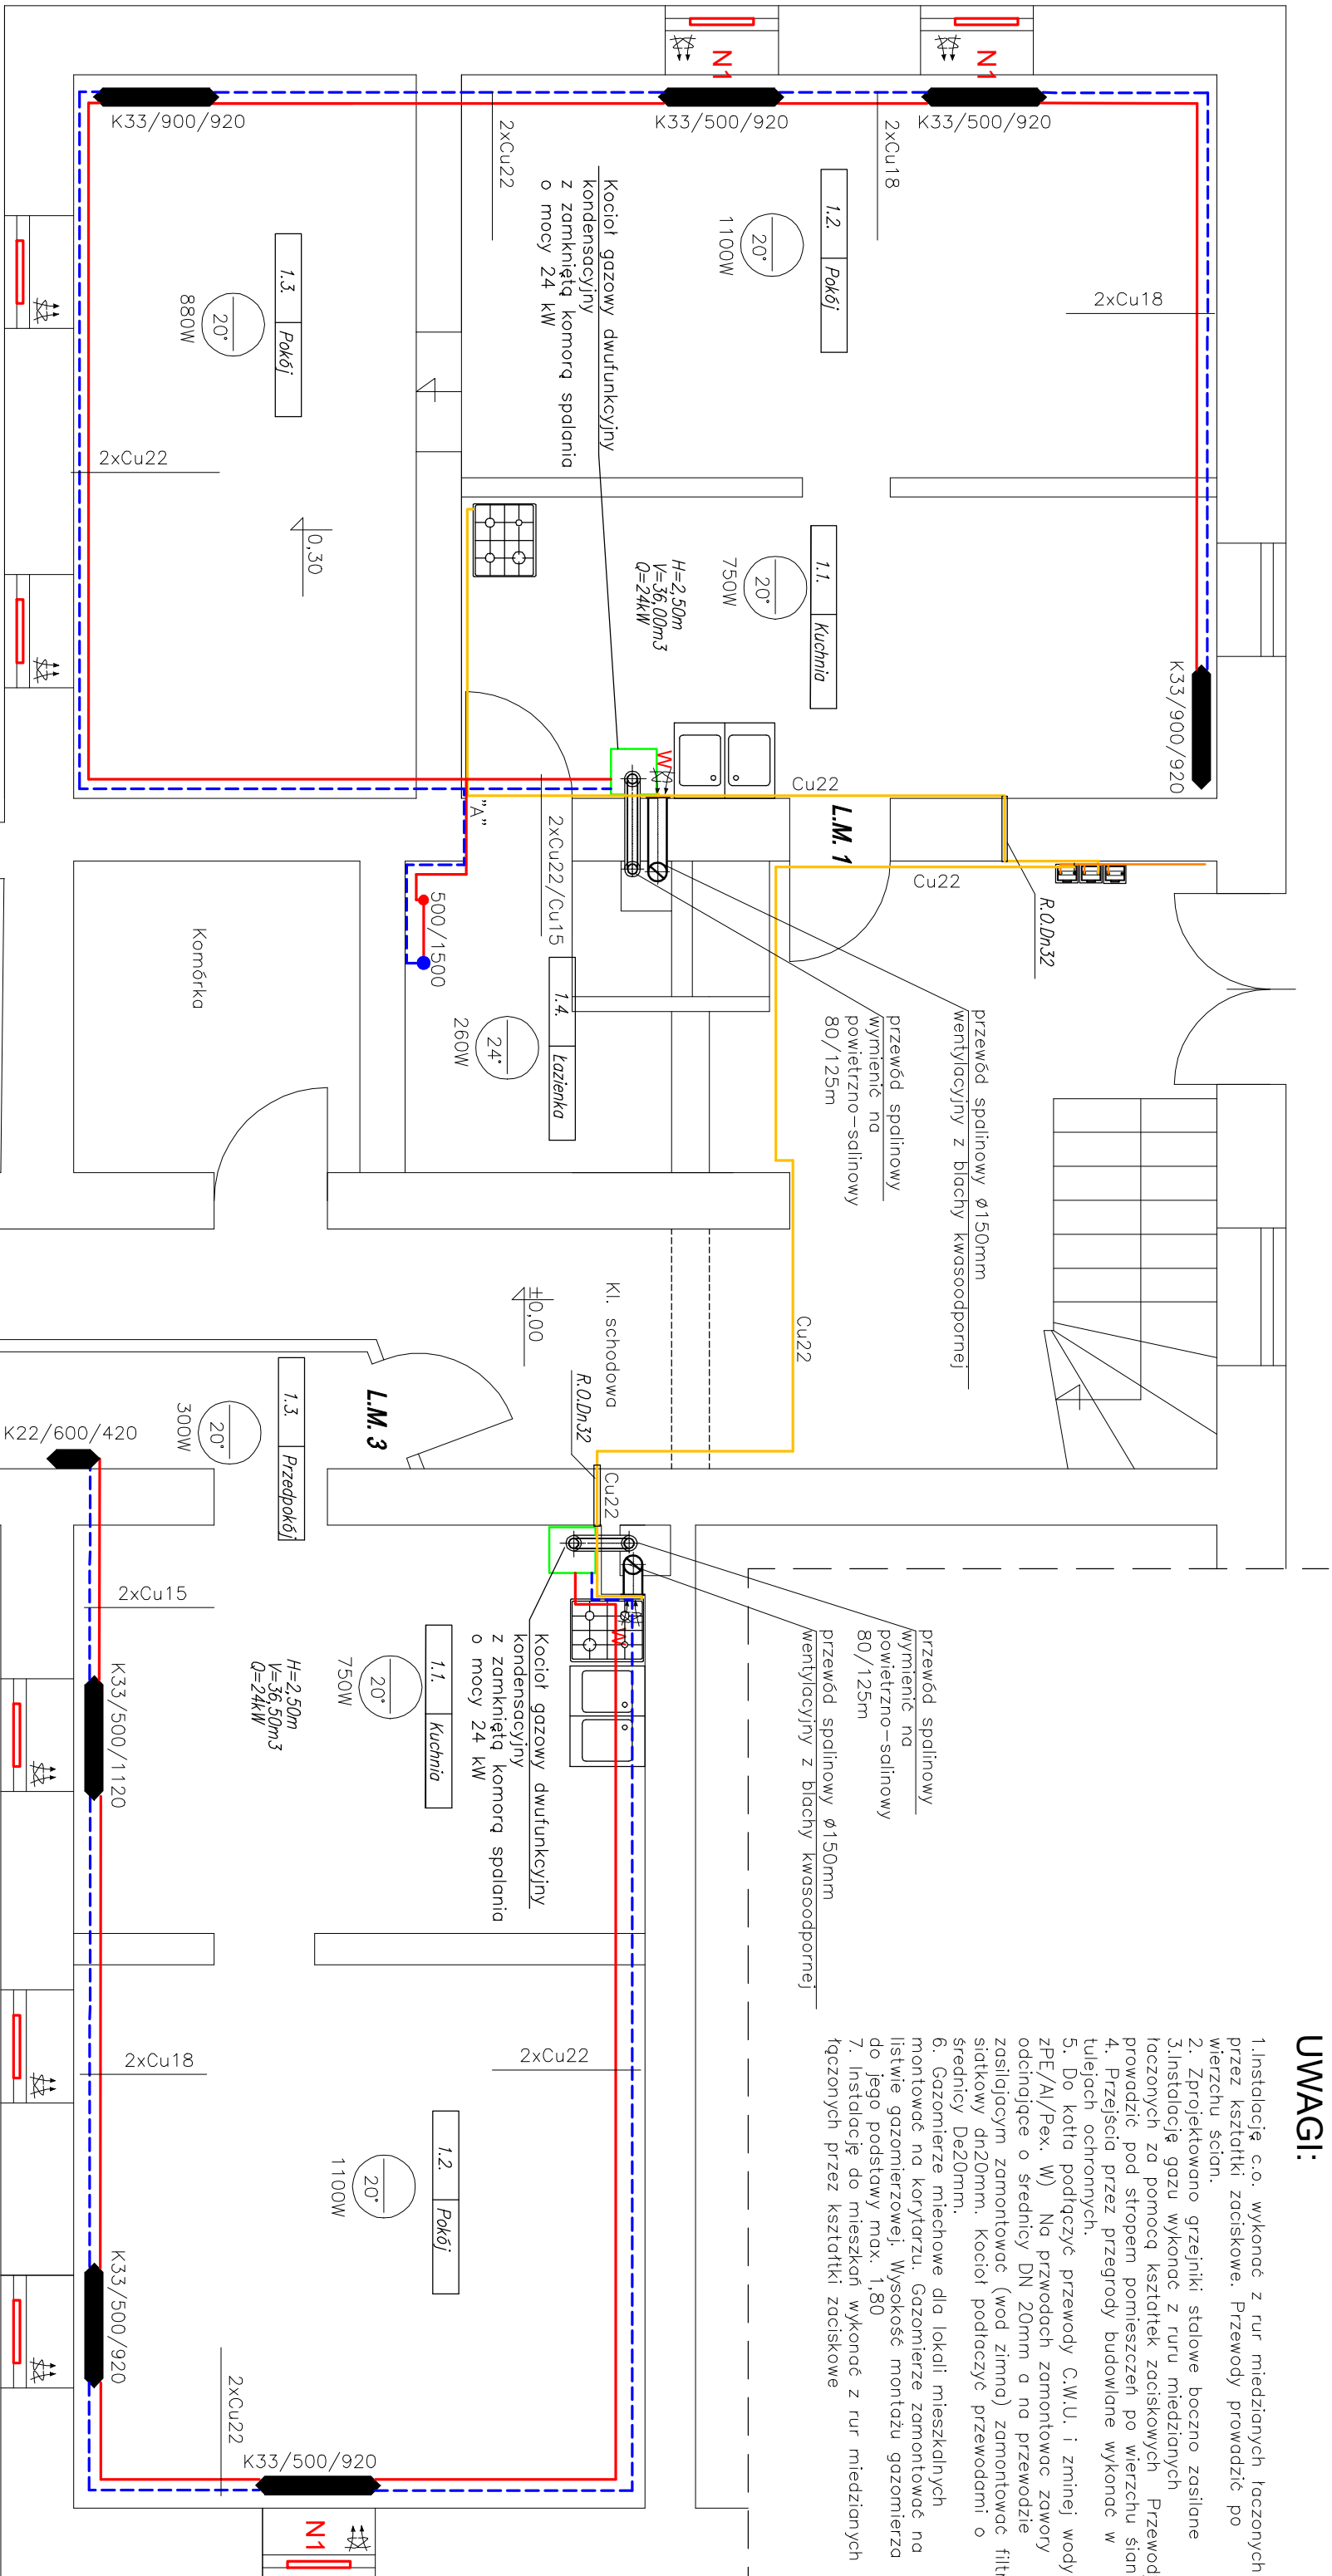 UWAGI:
1.Instalację c.o. wykonać z rur miedzianych łaczonych
przez kształtki zaciskowe. Przewody prowadzić po
wierzchu ścian.
2. Zprojektowano grzejniki stalowe boczno zasilane
3.Instalację gazu wykonać z ruru miedzianych
łaczonych za pomocą kształtek zaciskowych Przewod
prowadzić pod stropem pomieszczeń po wierzchu śian
4. Przejścia przez przegrody budowlane wykonać w
tulejach ochronnych.
5. Do kotła podłączyć przewody C.W.U. i zminej wody
zPE/Al/Pex. W) Na przwodach zamontowac zawory
odcinające o średnicy DN 20mm a na przewodzie
zasilajacym zamontować (wod zimna) zamontować filtr
siatkowy dn20mm. Kocioł podłaczyć przewodami o
średnicy De20mm.
6. Gazomierze miechowe dla lokali mieszkalnych
montować na korytarzu. Gazomierze zamontować na
listwie gazomierzowej. Wysokość montażu gazomierza
do jego podstawy max. 1,80
7. Instalację do mieszkań wykonać z rur miedzianych
łączonych przez kształtki zaciskowe
N1
N1
K33/900/920
K33/500/920
K33/500/920
2xCu22
2xCu18
2xCu18
1.2. Pokój
20°
1100W
Kocioł gazowy dwufunkcyjny
kondensacyjny
z zamkniętą komorą spalania
o mocy 24 kW
1.3. Pokój
20°
880W
2xCu22
0,30
1.1. Kuchnia
20°
750W
H=2,50m
V=36,00m3
Q=24kW
K33/900/920
W
Cu22
L.M. 1
Cu22
R.O.Dn32
"A"
2xCu22/Cu15
500/1500
Komórka
1.4. Łazienka
24°
260W
przewód spalinowy ø150mm
wentylacyjny z blachy kwasoodpornej
przewód spalinowy
wymienić na
powietrzno-salinowy
80/125m
Cu22
Kl. schodowa
±0,00
R.O.Dn32
L.M. 3
1.3. Przedpokój
20°
300W
K22/600/420
Cu22
2xCu15
K33/500/1120
1.1. Kuchnia
20°
750W
H=2,50m
V=36,50m3
Q=24kW
W
Kocioł gazowy dwufunkcyjny
kondensacyjny
z zamkniętą komorą spalania
o mocy 24 kW
przewód spalinowy
wymienić na
powietrzno-salinowy
80/125m
przewód spalinowy ø150mm
wentylacyjny z blachy kwasoodpornej
2xCu18
2xCu22
1.2. Pokój
20°
1100W
K33/500/920
2xCu22
K33/500/920
N1